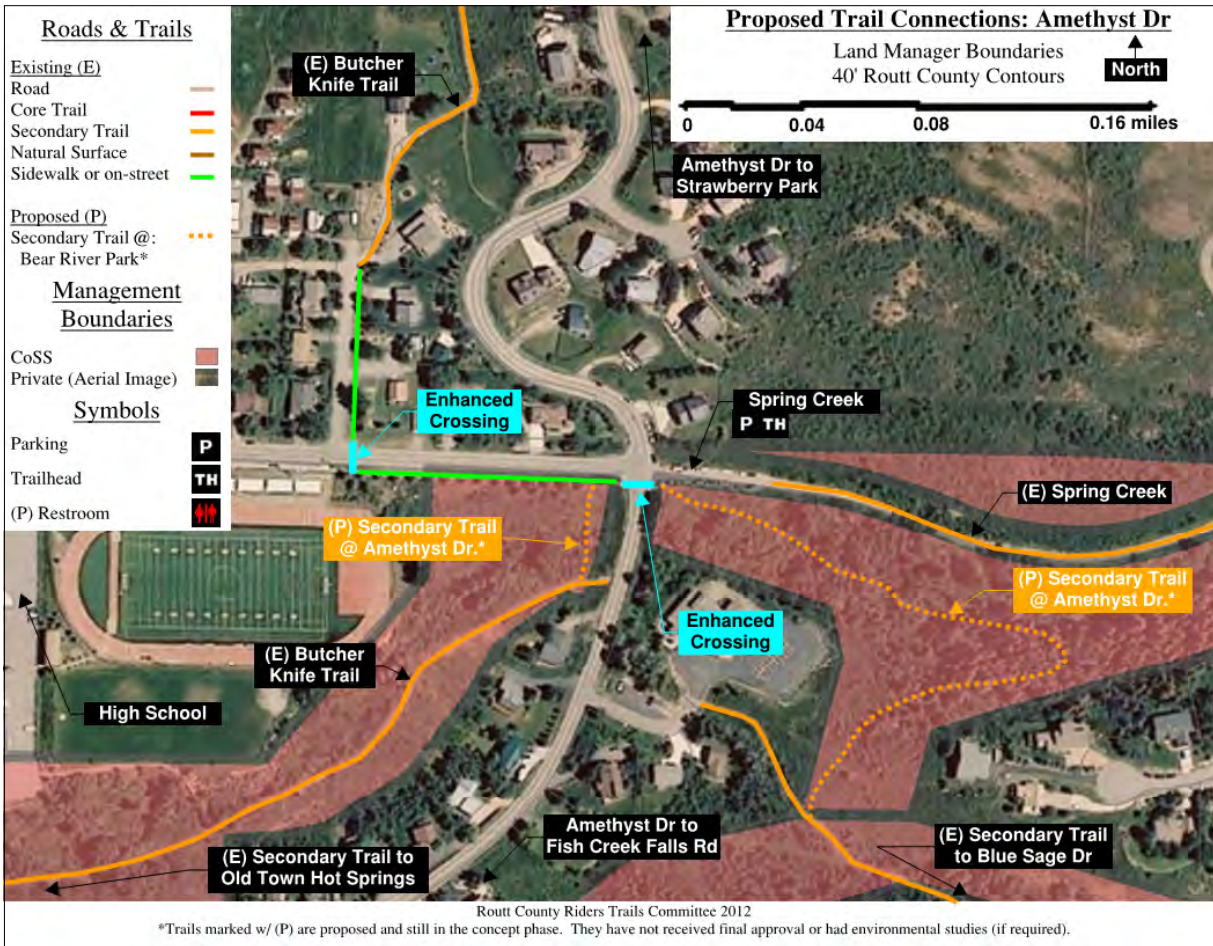 Roads & Trails
Existing (E)
Road
Core Trail
Secondary Trail
Natural Surface
Sidewalk or on-street
Proposed (P)
Secondary Trail @:
Bear River Park*
Management
Boundaries
CoSS
Private (Aerial Image)
Symbols
Parking
P
Trailhead
TH
(P) Restroom
Proposed Trail Connections: Amethyst Dr
Land Manager Boundaries
40' Routt County Contours
North
0 0.04 0.08 0.16 miles
(E) Butcher
Knife Trail
Amethyst Dr to
Strawberry Park
Enhanced
Crossing
Spring Creek
P TH
(E) Spring Creek
(P) Secondary Trail
@ Amethyst Dr.*
(P) Secondary Trail
@ Amethyst Dr.*
Enhanced
Crossing
(E) Butcher
Knife Trail
High School
Amethyst Dr to
Fish Creek Falls Rd
(E) Secondary Trail to
Old Town Hot Springs
(E) Secondary Trail
to Blue Sage Dr
Routt County Riders Trails Committee 2012
*Trails marked w/ (P) are proposed and still in the concept phase. They have not received final approval or had environmental studies (if required).